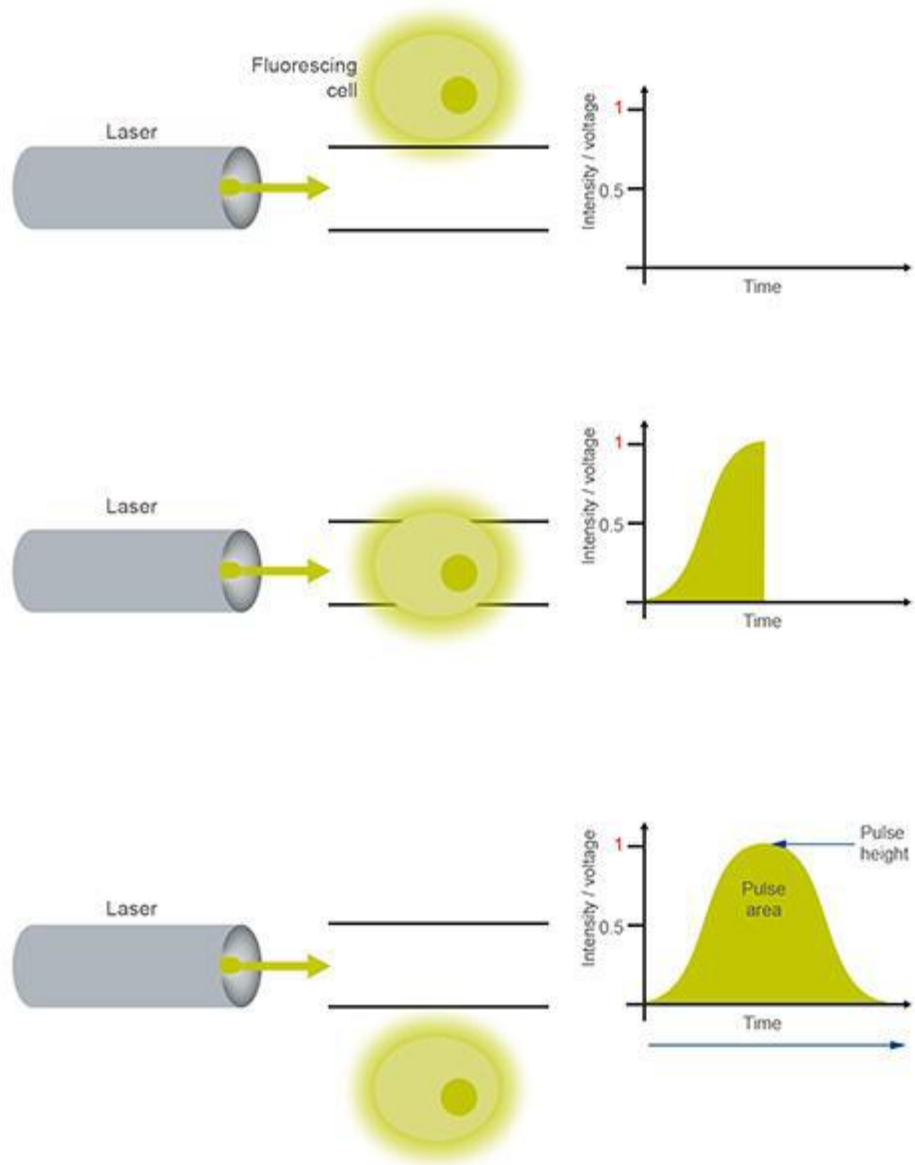 Fluorescing
cell
Laser
Intensity / voltage
1
0.5
Time
Laser
Intensity / voltage
1
0.5
Time
Laser
Intensity / voltage
1
0.5
Pulse
height
Pulse
area
Time